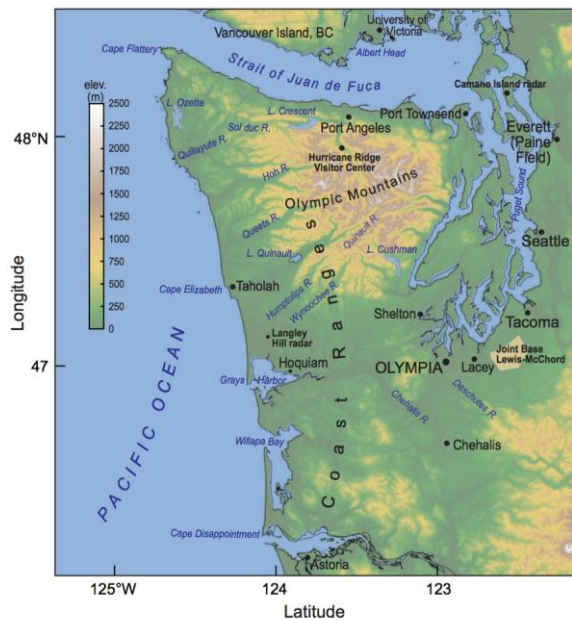 Vancouver Island, BC
University of
Victoria
Cape Flattery
Albert Head
Strait of Juan de Fuca
elev.
(m)
2500
2250
2000
1750
1500
1250
1000
750
500
250
0
L. Ozette
L. Crescent
Sol duc R.
Port Angeles
Port Townsend
Camano Island radar
48°N
Quillayute R.
Everett
(Paine
Field)
Hurricane Ridge
Visitor Center
Hoh R.
Olympic Mountains
Puget Sound
Queets R.
Quinault R.
L. Quinault
L. Cushman
Seattle
Cape Elizabeth
Taholah
Humptulips R.
Wynoochee R.
Shelton
Tacoma
Langley
Hill radar
Joint Base
Lewis-McChord
47
Hoquiam
OLYMPIA
Lacey
Grays Harbor
Chehalis R.
Deschutes R.
Coast Ranges
PACIFIC OCEAN
Willapa Bay
Chehalis
Cape Disappointment
Astoria
125°W
124
123
Longitude
Latitude